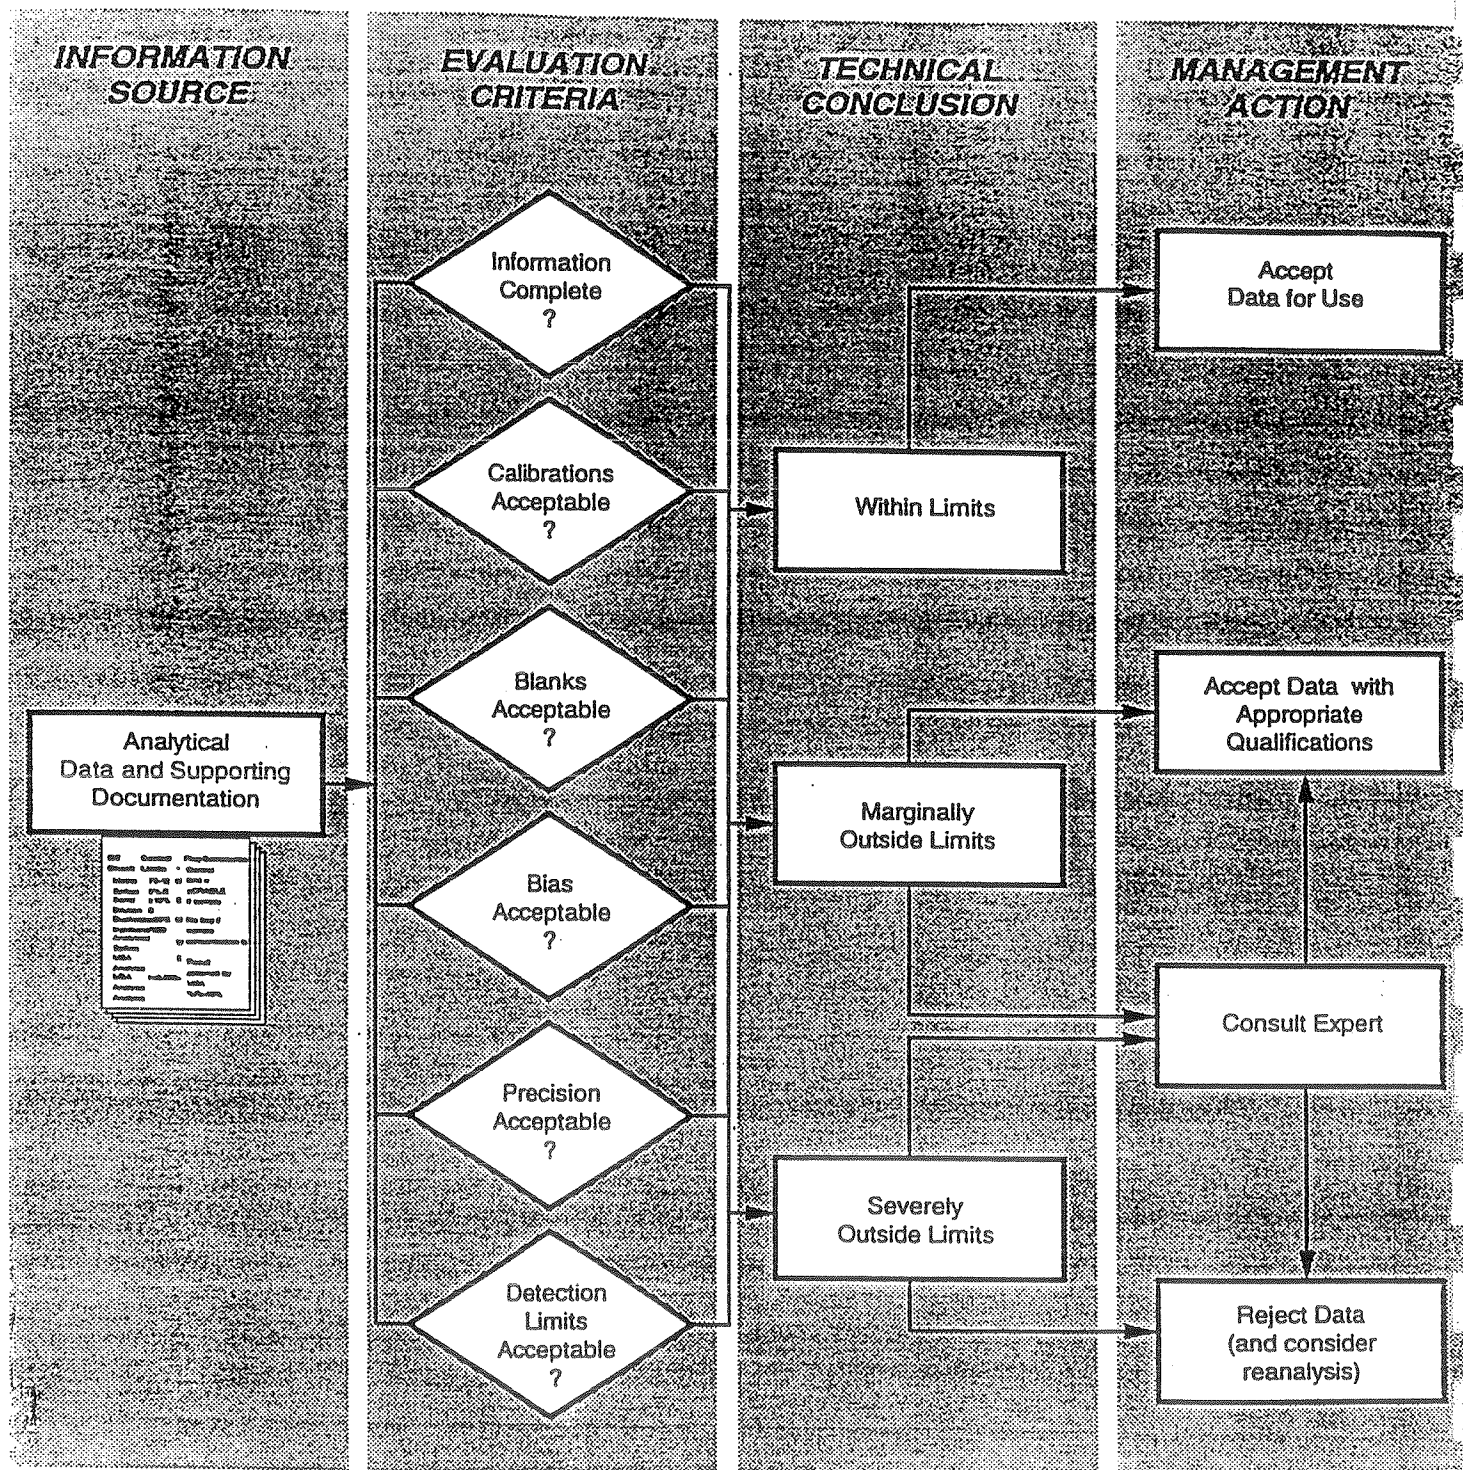 INFORMATION
SOURCE
EVALUATION
CRITERIA
TECHNICAL
CONCLUSION
MANAGEMENT
ACTION
Analytical
Data and Supporting
Documentation
Information
Complete
?
Calibrations
Acceptable
?
Blanks
Acceptable
?
Bias
Acceptable
?
Precision
Acceptable
?
Detection
Limits
Acceptable
?
Within Limits
Marginally
Outside Limits
Severely
Outside Limits
Accept
Data for Use
Accept Data with
Appropriate
Qualifications
Consult Expert
Reject Data
(and consider
reanalysis)